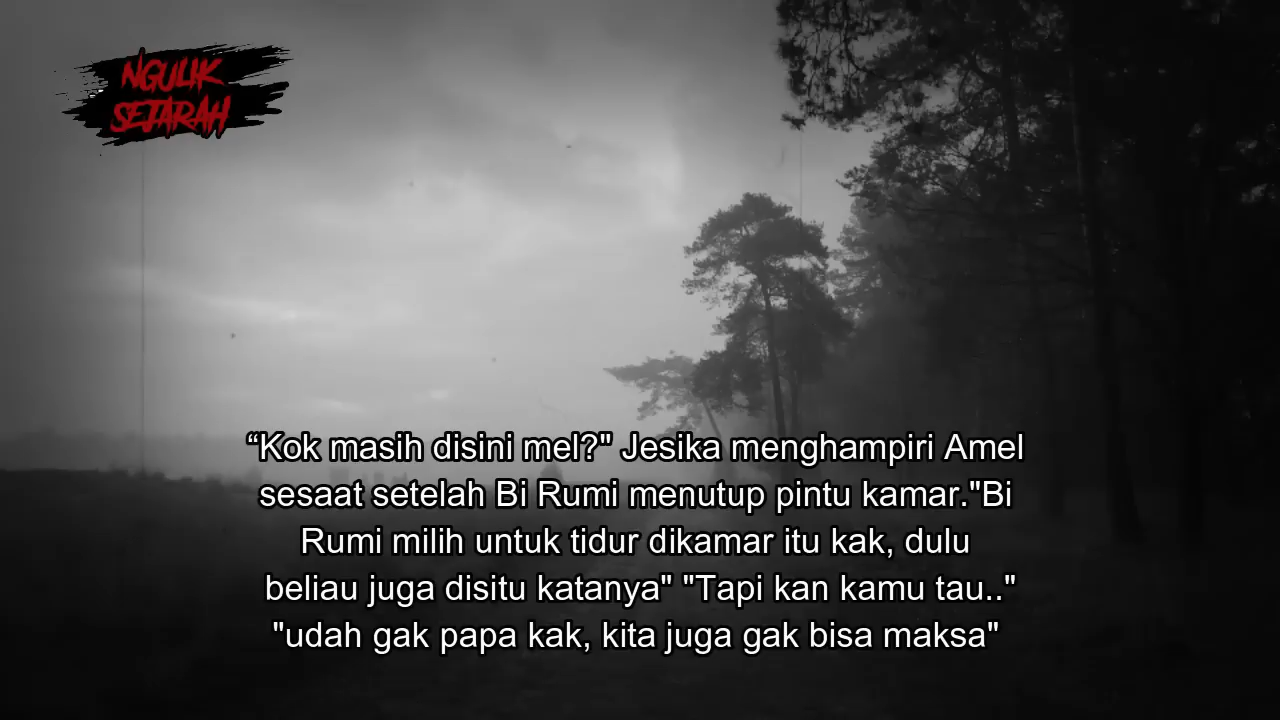 NGULIK
SEJARAH
“Kok masih disini mel?" Jesika menghampiri Amel
sesaat setelah Bi Rumi menutup pintu kamar."Bi
Rumi milih untuk tidur dikamar itu kak, dulu
beliau juga disitu katanya" "Tapi kan kamu tau.."
"udah gak papa kak, kita juga gak bisa maksa"